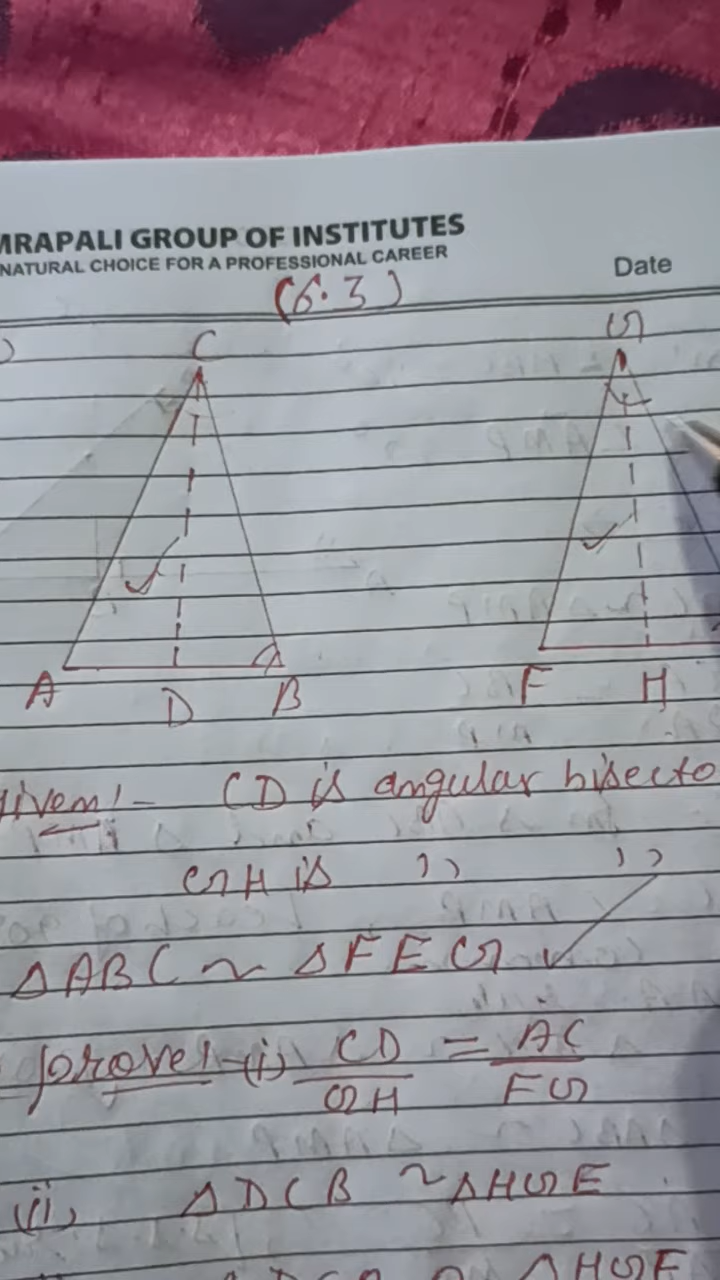 MRAPALI GROUP OF INSTITUTES
NATURAL CHOICE FOR A PROFESSIONAL CAREER
Date
(6.3)
C G
A D B F H
given:- CD is angular bisecto
GH is ,, ,,
ΔABC ~ ΔFEG
prove:- (i) CD/GH = AC/FG
(ii) ΔDCB ~ ΔHGE